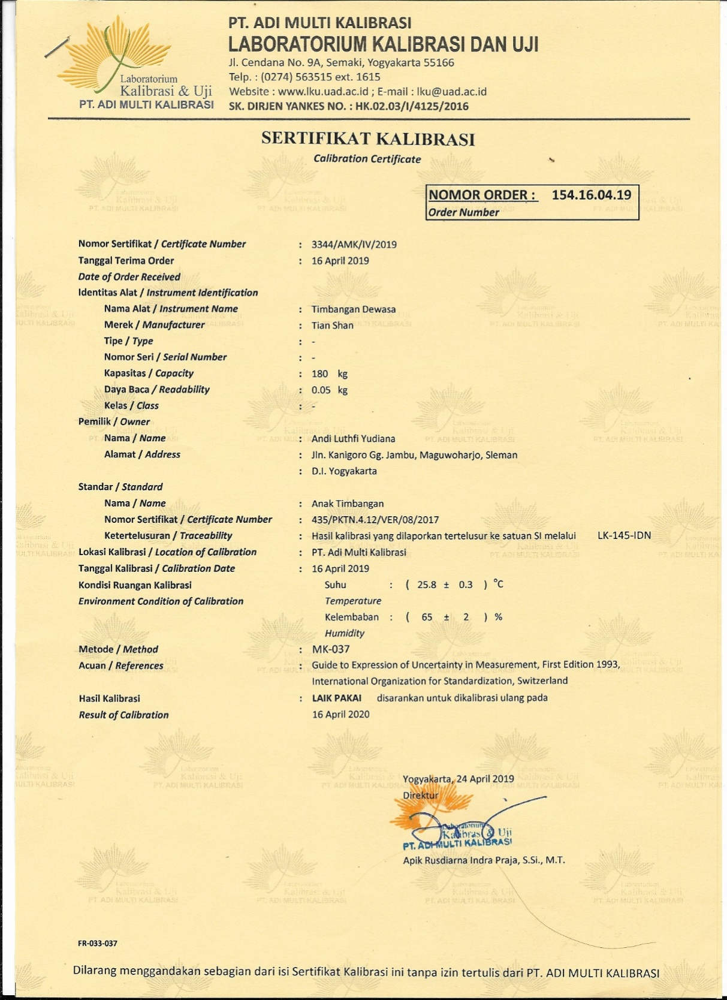 Laboratorium
Kalibrasi & Uji
PT. ADI MULTI KALIBRASI
PT. ADI MULTI KALIBRASI
LABORATORIUM KALIBRASI DAN UJI
Jl. Cendana No. 9A, Semaki, Yogyakarta 55166
Telp. : (0274) 563515 ext. 1615
Website : www.lku.uad.ac.id ; E-mail : lku@uad.ac.id
SK. DIRJEN YANKES NO. : HK.02.03/I/4125/2016
SERTIFIKAT KALIBRASI
Calibration Certificate
NOMOR ORDER : 154.16.04.19
Order Number
Nomor Sertifikat / Certificate Number : 3344/AMK/IV/2019
Tanggal Terima Order : 16 April 2019
Date of Order Received
Identitas Alat / Instrument Identification
Nama Alat / Instrument Name : Timbangan Dewasa
Merek / Manufacturer : Tian Shan
Tipe / Type : -
Nomor Seri / Serial Number : -
Kapasitas / Capacity : 180 kg
Daya Baca / Readability : 0.05 kg
Kelas / Class : -
Pemilik / Owner
Nama / Name : Andi Luthfi Yudiana
Alamat / Address : Jln. Kanigoro Gg. Jambu, Maguwoharjo, Sleman
: D.I. Yogyakarta
Standar / Standard
Nama / Name : Anak Timbangan
Nomor Sertifikat / Certificate Number : 435/PKTN.4.12/VER/08/2017
Ketertelusuran / Traceability : Hasil kalibrasi yang dilaporkan tertelusur ke satuan SI melalui LK-145-IDN
Lokasi Kalibrasi / Location of Calibration : PT. Adi Multi Kalibrasi
Tanggal Kalibrasi / Calibration Date : 16 April 2019
Kondisi Ruangan Kalibrasi Suhu : ( 25.8 ± 0.3 ) °C
Environment Condition of Calibration Temperature
Kelembaban : ( 65 ± 2 ) %
Humidity
Metode / Method : MK-037
Acuan / References : Guide to Expression of Uncertainty in Measurement, First Edition 1993,
International Organization for Standardization, Switzerland
Hasil Kalibrasi : LAIK PAKAI disarankan untuk dikalibrasi ulang pada
Result of Calibration 16 April 2020
Yogyakarta, 24 April 2019
Direktur
Laboratorium
Kalibrasi & Uji
PT. ADI MULTI KALIBRASI
Apik Rusdiarna Indra Praja, S.Si., M.T.
FR-033-037
Dilarang menggandakan sebagian dari isi Sertifikat Kalibrasi ini tanpa izin tertulis dari PT. ADI MULTI KALIBRASI